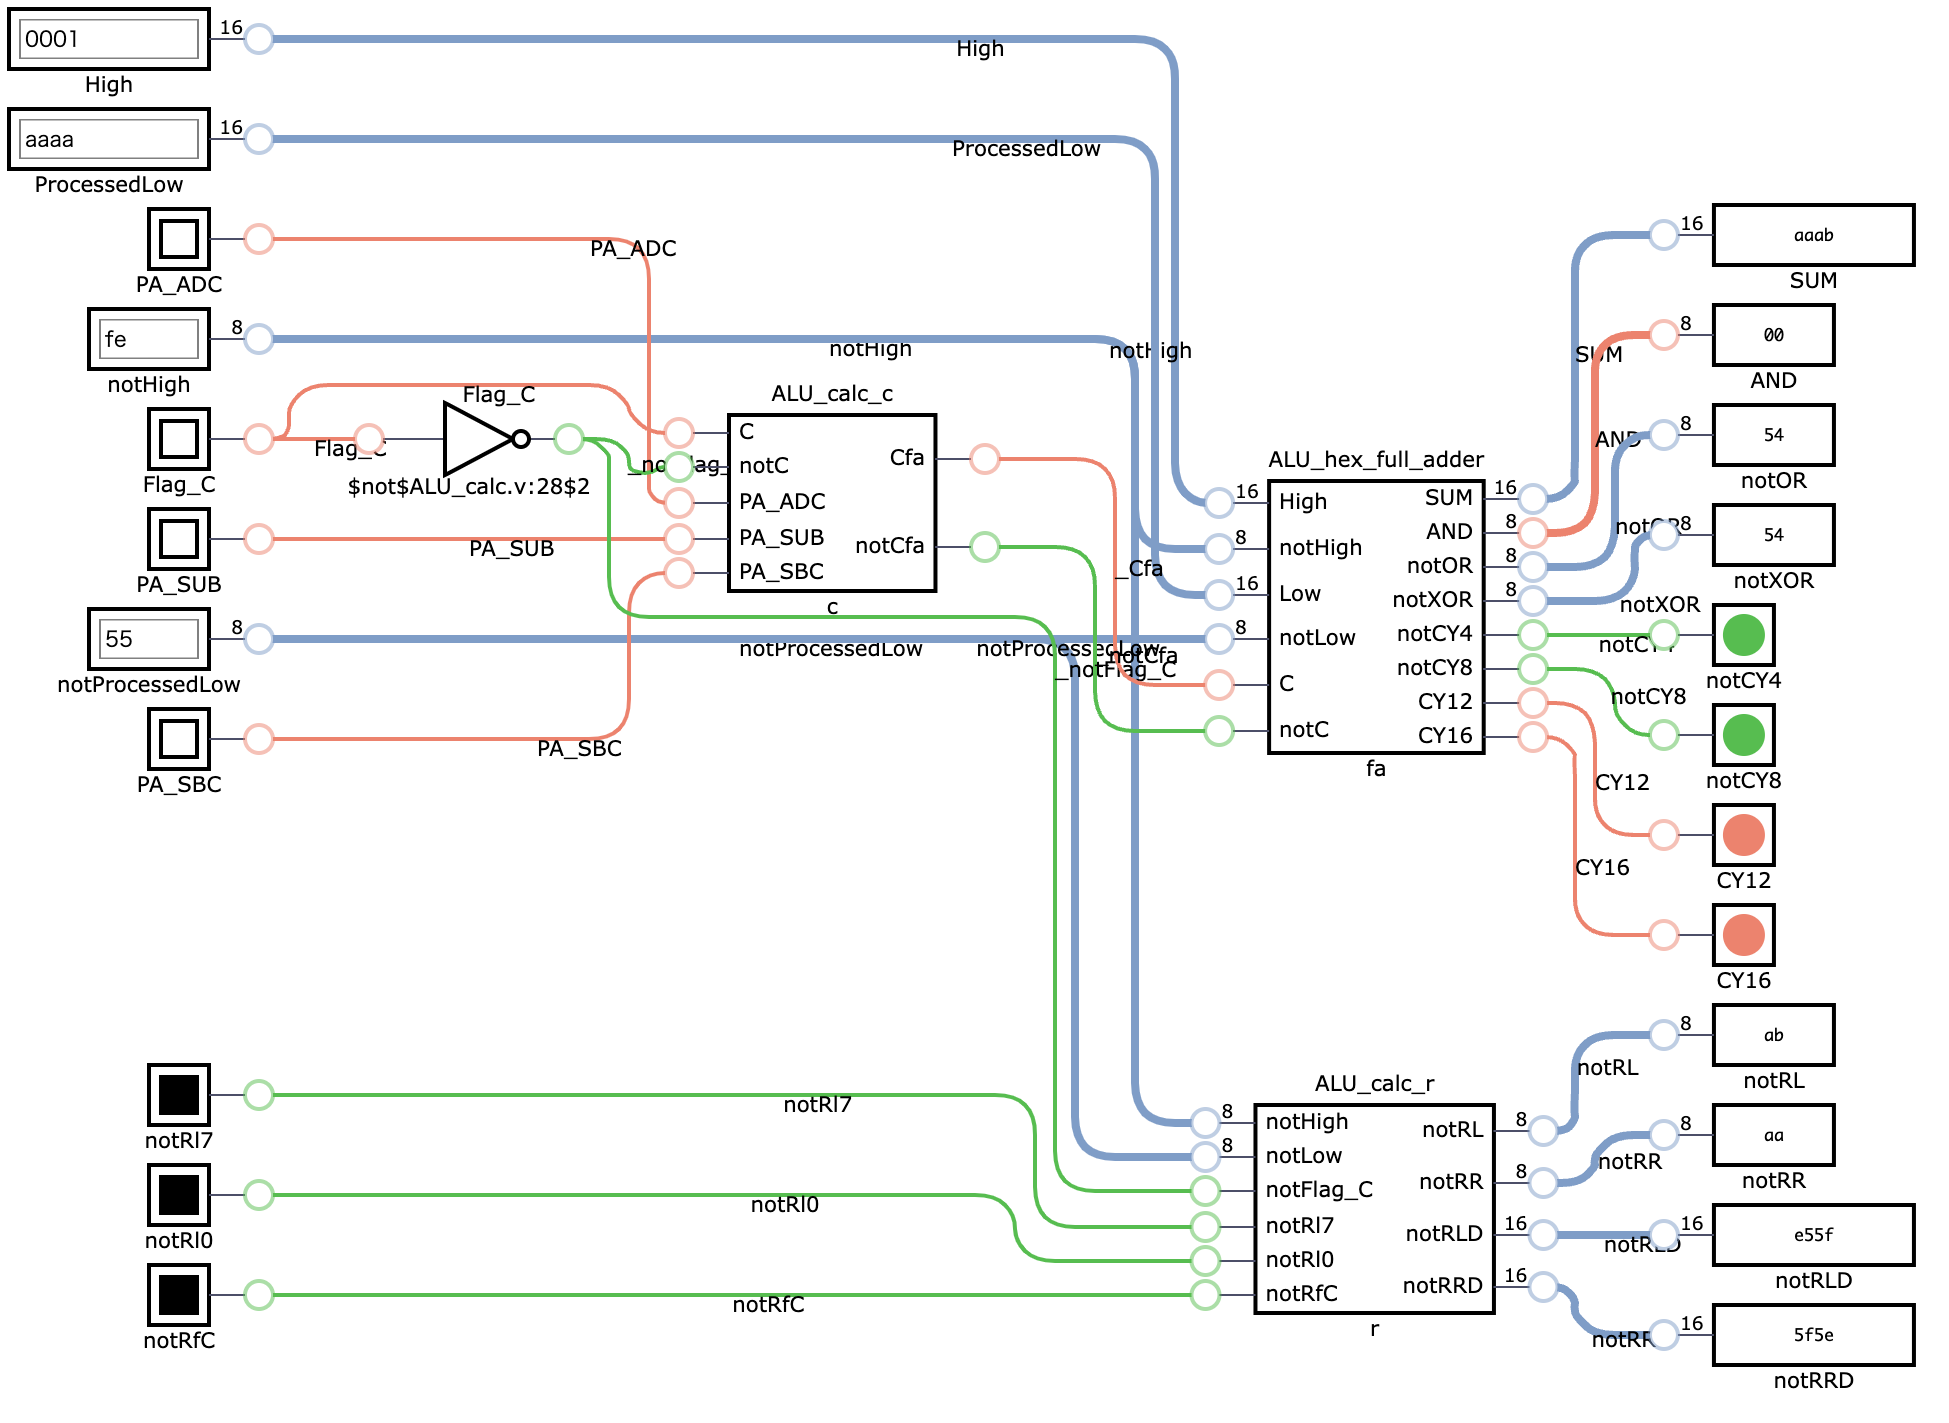 0001
16
High
High
aaaa
16
ProcessedLow
ProcessedLow
PA_ADC
PA_ADC
fe
8
notHigh
notHigh
notHigh
Flag_C
Flag_C
Flag_C
$not$ALU_calc.v:28$2
PA_SUB
PA_SUB
55
8
notProcessedLow
notProcessedLow
notProcessedLow
PA_SBC
PA_SBC
ALU_calc_c
C
notC
PA_ADC
PA_SUB
PA_SBC
Cfa
notCfa
c
_Cfa
_notFlag_C
ALU_hex_full_adder
16
High
8
notHigh
16
Low
8
notLow
C
notC
SUM
16
AND
8
notOR
8
notXOR
8
notCY4
notCY8
CY12
CY16
fa
SUM
16
aaab
SUM
AND
8
00
AND
8
54
notOR
notXOR
8
54
notXOR
notCY4
notCY8
notCY8
CY12
CY12
CY16
CY16
notRl7
notRl7
notRl0
notRl0
notRfC
notRfC
ALU_calc_r
8
notHigh
8
notLow
notFlag_C
notRl7
notRl0
notRfC
notRL
8
notRR
8
notRLD
16
notRRD
16
r
notRL
8
ab
notRL
notRR
8
aa
notRR
notRLD
16
e55f
notRLD
16
5f5e
notRRD